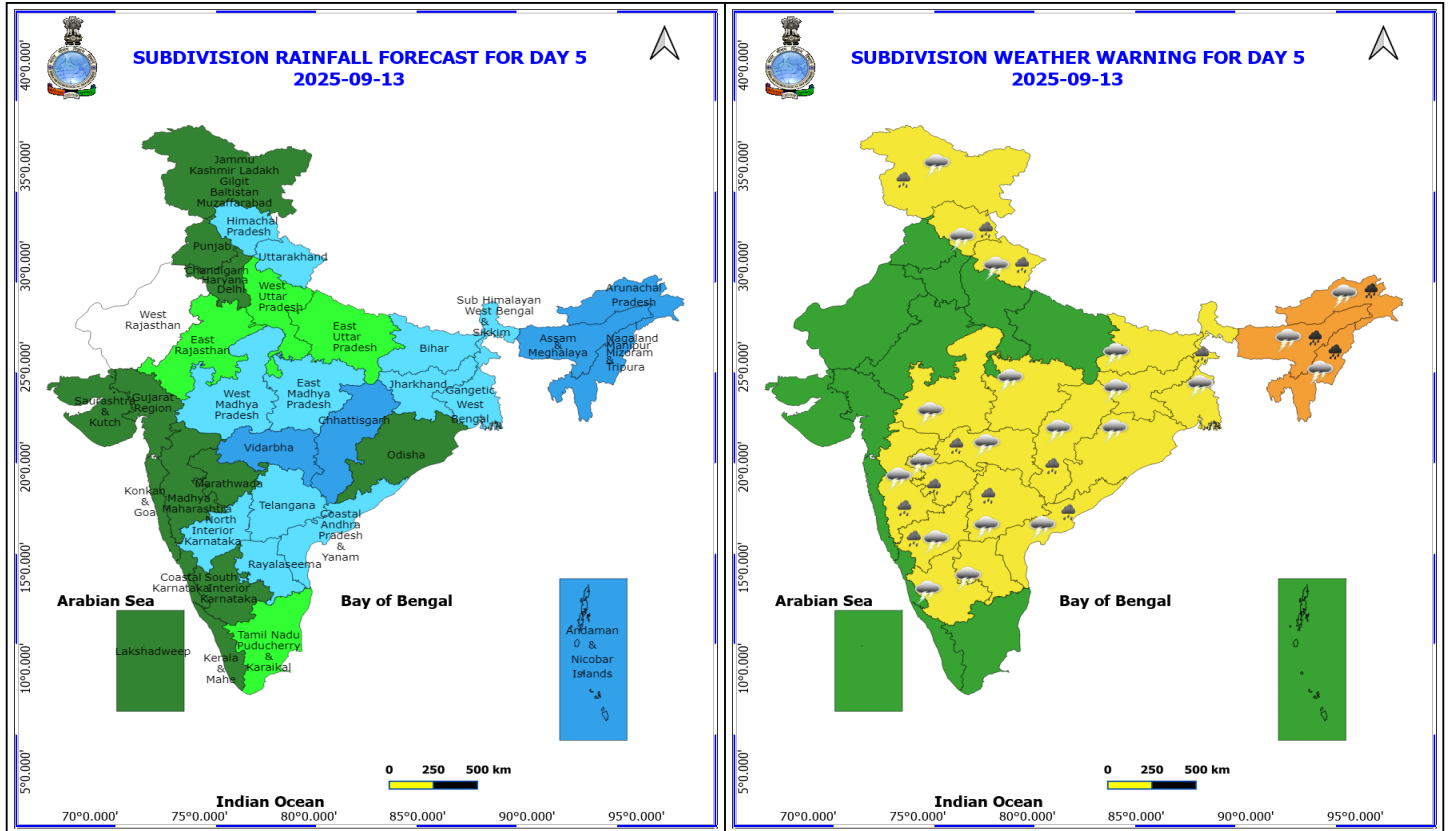 SUBDIVISION RAINFALL FORECAST FOR DAY 5
2025-09-13
40°0.000'
35°0.000'
30°0.000'
25°0.000'
20°0.000'
15°0.000'
10°0.000'
5°0.000'
Jammu
Kashmir Ladakh
Gilgit
Baltistan
Muzaffarabad
Himachal
Pradesh
Punjab
Uttarakhand
Chandigarh
Haryana
Delhi
West
Uttar
Pradesh
West
Rajasthan
East
Rajasthan
East
Uttar
Pradesh
Sub Himalayan
West Bengal
&
Sikkim
Arunachal
Pradesh
Assam
&
Meghalaya
Nagaland
Manipur
Mizoram
&
Tripura
Bihar
Jharkhand
Gangetic
West
Bengal
Saurashtra
&
Kutch
Gujarat
Region
West
Madhya
Pradesh
East
Madhya
Pradesh
Chhattisgarh
Vidarbha
Odisha
Konkan
&
Goa
Marathwada
Madhya
Maharashtra
Telangana
North
Interior
Karnataka
Coastal
Andhra
Pradesh
&
Yanam
Rayalaseema
Coastal
Karnataka
South
Interior
Karnataka
Tamil Nadu
Puducherry
&
Karaikal
Kerala
&
Mahe
Arabian Sea
Lakshadweep
Bay of Bengal
Andaman
&
Nicobar
Islands
0 250 500 km
Indian Ocean
70°0.000' 75°0.000' 80°0.000' 85°0.000' 90°0.000' 95°0.000'
SUBDIVISION WEATHER WARNING FOR DAY 5
2025-09-13
40°0.000'
35°0.000'
30°0.000'
25°0.000'
20°0.000'
15°0.000'
10°0.000'
5°0.000'
Arabian Sea
Bay of Bengal
0 250 500 km
Indian Ocean
70°0.000' 75°0.000' 80°0.000' 85°0.000' 90°0.000' 95°0.000'